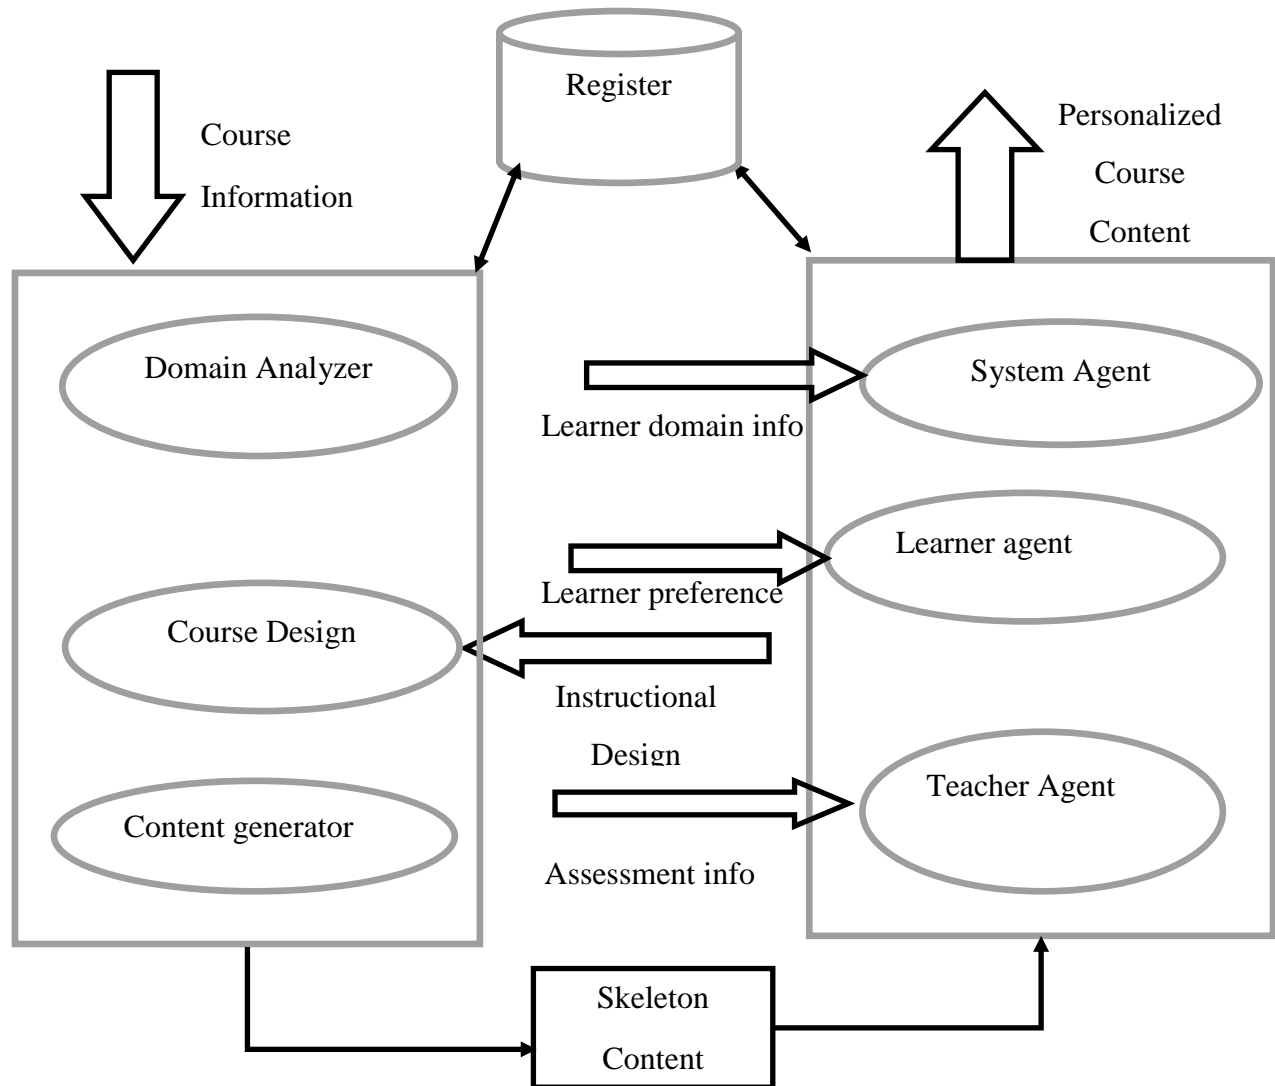 Register
Course
Information
Personalized
Course
Content
Domain Analyzer
System Agent
Learner domain info
Learner agent
Learner preference
Course Design
Instructional
Design
Teacher Agent
Content generator
Assessment info
Skeleton
Content